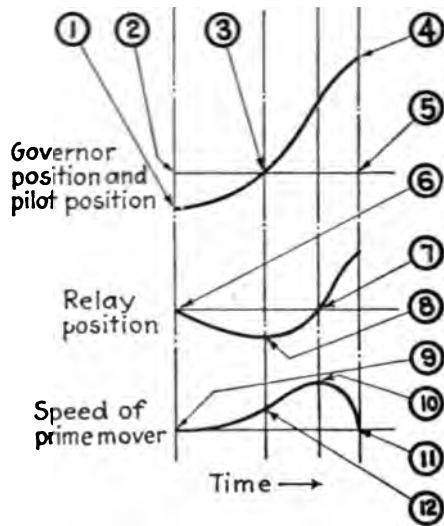 1
2
3
4
5
Governor
position and
pilot position
6
7
Relay
position
8
9
10
Speed of
prime mover
11
Time
12